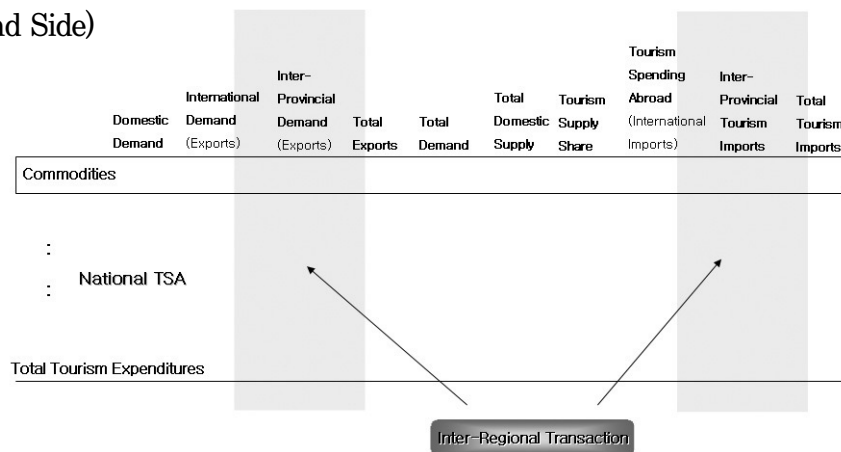 nd Side)
Domestic
Demand
International
Demand
(Exports)
Inter-
Provincial
Demand
(Exports)
Total
Exports
Total
Demand
Total
Domestic
Supply
Tourism
Supply
Share
Tourism
Spending
Abroad
(International
Imports)
Inter-
Provincial
Tourism
Imports
Total
Tourism
Imports
Commodities
:
National TSA
:
Total Tourism Expenditures
Inter-Regional Transaction